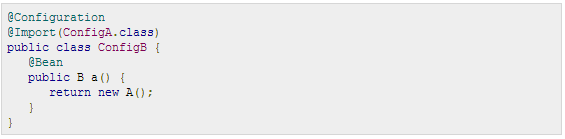 @Configuration
@Import(ConfigA.class)
public class ConfigB {
   @Bean
   public B a() {
      return new A();
   }
}